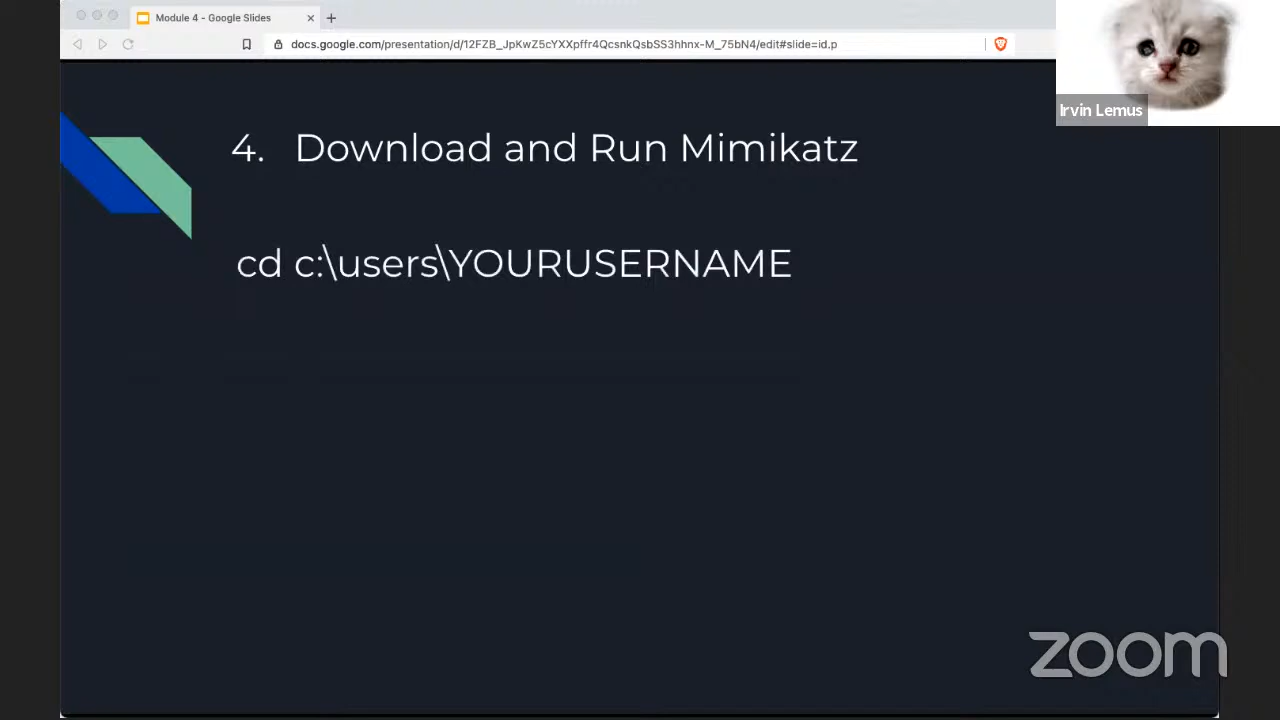 Module 4 - Google Slides
docs.google.com/presentation/d/12FZB_JpKwZ5cYXXpffr4QcsnkQsbSS3hhnx-M_75bN4/edit#slide=id.p
Irvin Lemus
4. Download and Run Mimikatz
cd c:\users\YOURUSERNAME
zoom